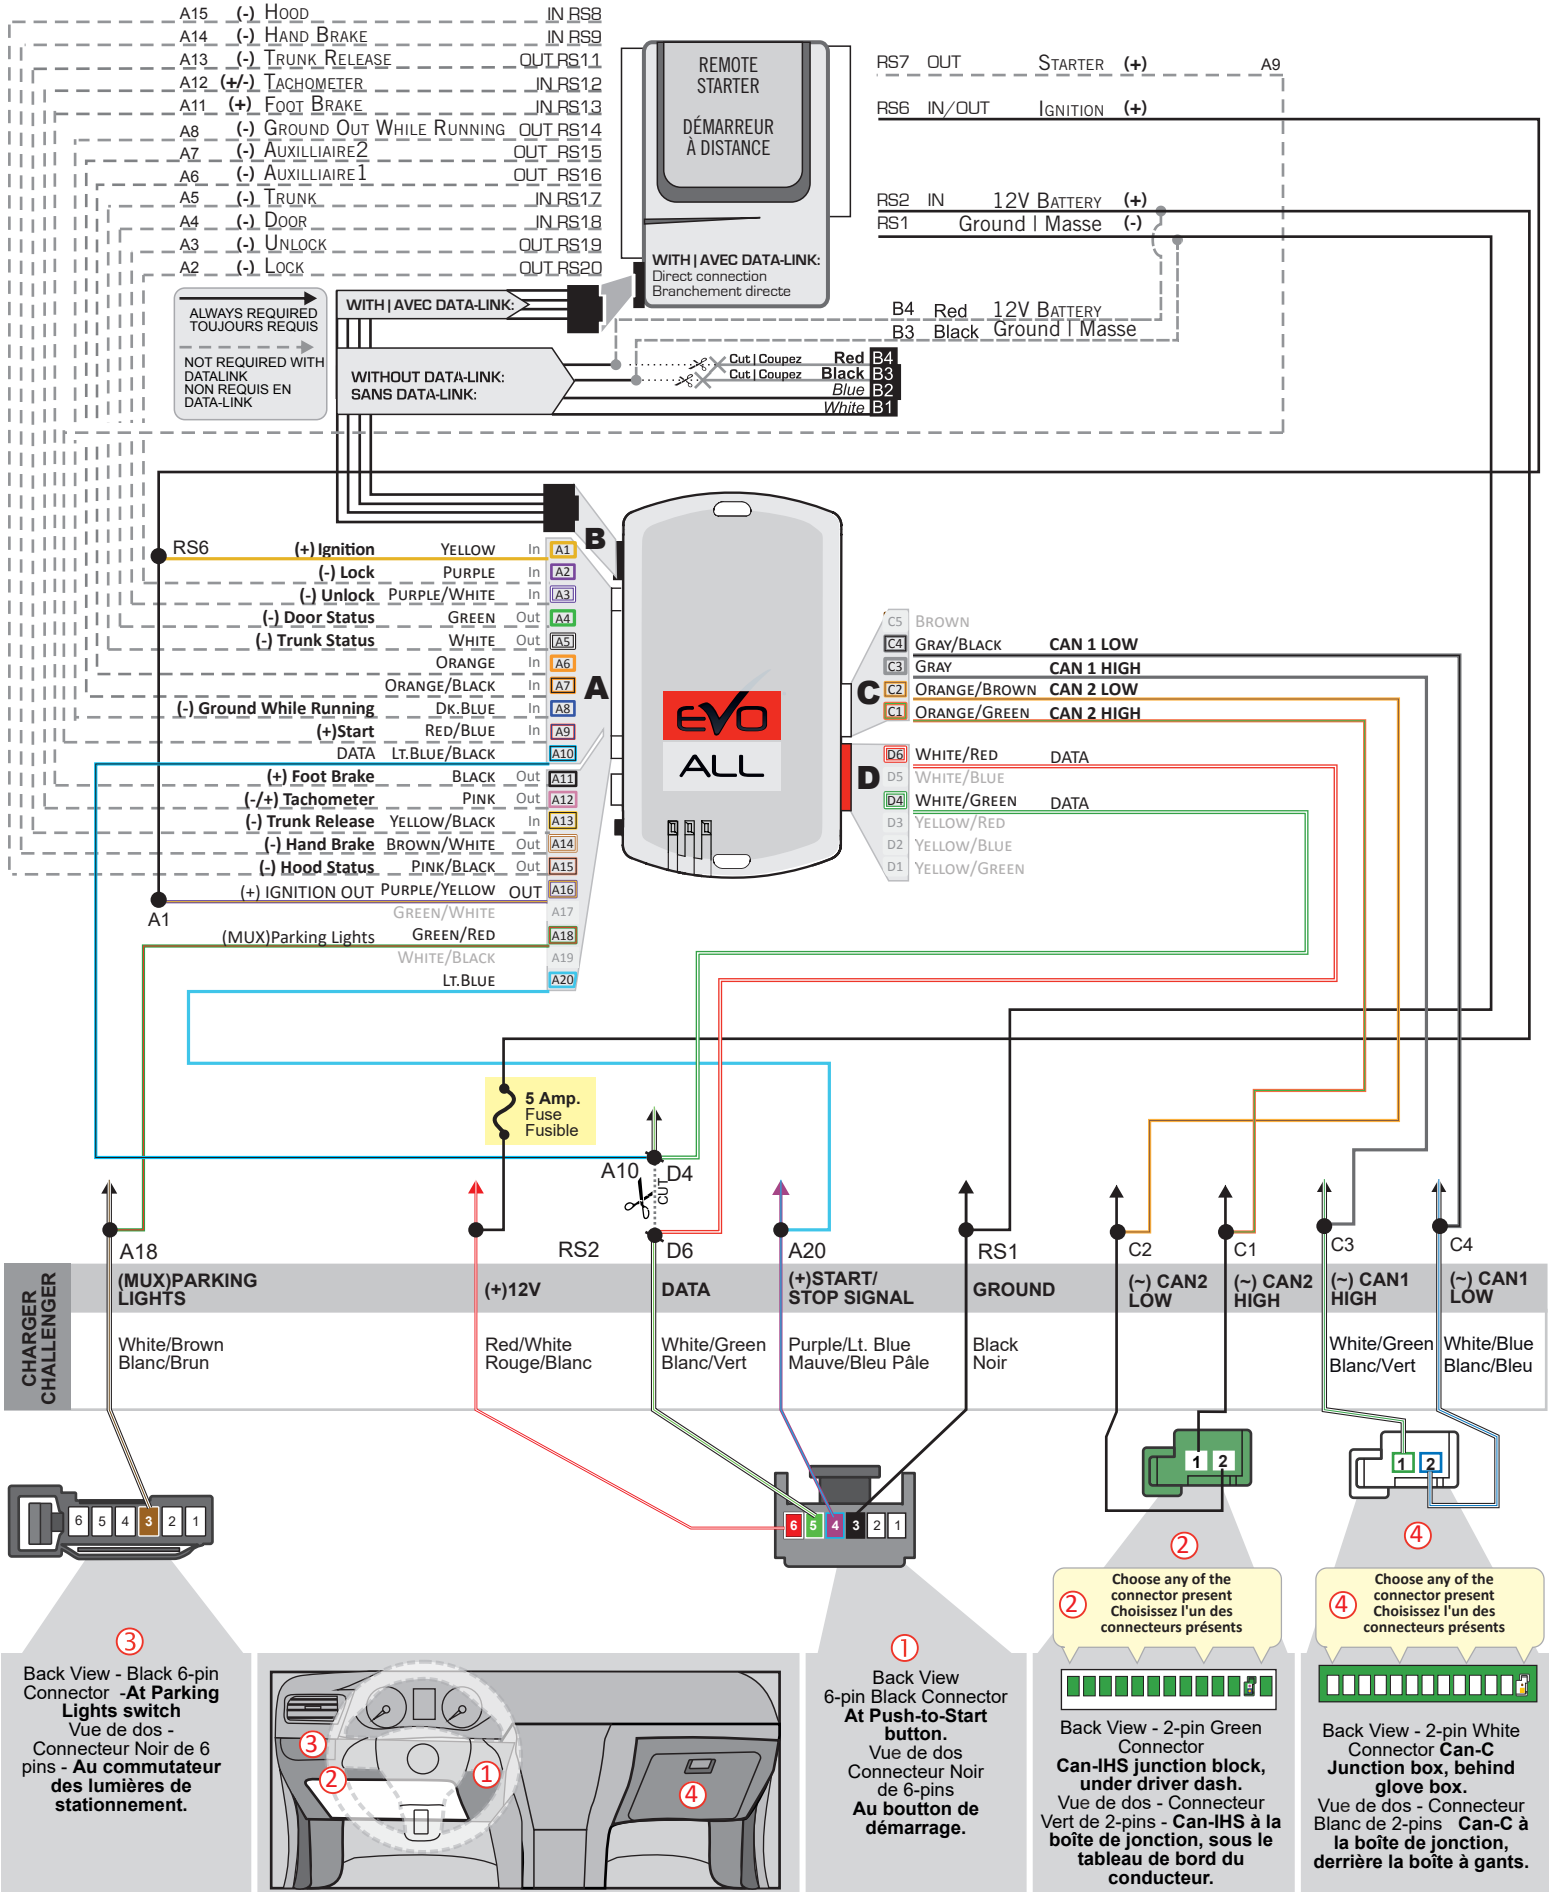 A15 (-) HOOD IN RS8
A14 (-) HAND BRAKE IN RS9
A13 (-) TRUNK RELEASE OUT RS11
A12 (+/-) TACHOMETER IN RS12
A11 (+) FOOT BRAKE IN RS13
A8 (-) GROUND OUT WHILE RUNNING OUT RS14
A7 (-) AUXILLIAIRE2 OUT RS15
A6 (-) AUXILLIAIRE1 OUT RS16
A5 (-) TRUNK IN RS17
A4 (-) DOOR IN RS18
A3 (-) UNLOCK OUT RS19
A2 (-) LOCK OUT RS20
REMOTE
STARTER
DÉMARREUR
À DISTANCE
WITH | AVEC DATA-LINK:
Direct connection
Branchement directe
RS7 OUT STARTER (+) A9
RS6 IN/OUT IGNITION (+)
RS2 IN 12V BATTERY (+)
RS1 Ground | Masse (-)
ALWAYS REQUIRED
TOUJOURS REQUIS
NOT REQUIRED WITH
DATALINK
NON REQUIS EN
DATA-LINK
WITH | AVEC DATA-LINK:
B4 Red 12V BATTERY
B3 Black Ground | Masse
WITHOUT DATA-LINK:
SANS DATA-LINK:
Cut | Coupez Red B4
Cut | Coupez Black B3
Blue B2
White B1
B
RS6 (+) Ignition YELLOW In A1
(-) Lock PURPLE In A2
(-) Unlock PURPLE/WHITE In A3
(-) Door Status GREEN Out A4
(-) Trunk Status WHITE Out A5
ORANGE In A6
ORANGE/BLACK In A7
(-) Ground While Running DK.BLUE In A8
(+)Start RED/BLUE In A9
DATA LT.BLUE/BLACK A10
(+) Foot Brake BLACK Out A11
(-/+) Tachometer PINK Out A12
(-) Trunk Release YELLOW/BLACK In A13
(-) Hand Brake BROWN/WHITE Out A14
(-) Hood Status PINK/BLACK Out A15
(+) IGNITION OUT PURPLE/YELLOW OUT A16
A1
GREEN/WHITE A17
(MUX)Parking Lights GREEN/RED A18
WHITE/BLACK A19
LT.BLUE A20
A
EVO
ALL
C
C5 BROWN
C4 GRAY/BLACK CAN 1 LOW
C3 GRAY CAN 1 HIGH
C2 ORANGE/BROWN CAN 2 LOW
C1 ORANGE/GREEN CAN 2 HIGH
D
D6 WHITE/RED DATA
D5 WHITE/BLUE
D4 WHITE/GREEN DATA
D3 YELLOW/RED
D2 YELLOW/BLUE
D1 YELLOW/GREEN
5 Amp.
Fuse
Fusible
A10 D4
CUT
A18 RS2 D6 A20 RS1 C2 C1 C3 C4
CHARGER
CHALLENGER
(MUX)PARKING
LIGHTS
(+)12V
DATA
(+)START/
STOP SIGNAL
GROUND
(~) CAN2
LOW
(~) CAN2
HIGH
(~) CAN1
HIGH
(~) CAN1
LOW
White/Brown
Blanc/Brun
Red/White
Rouge/Blanc
White/Green
Blanc/Vert
Purple/Lt. Blue
Mauve/Bleu Pâle
Black
Noir
White/Green
Blanc/Vert
White/Blue
Blanc/Bleu
6 5 4 3 2 1
6 5 4 3 2 1
1 2
1 2
3
Back View - Black 6-pin
Connector -At Parking
Lights switch
Vue de dos -
Connecteur Noir de 6
pins - Au commutateur
des lumières de
stationnement.
3
2
1
4
1
Back View
6-pin Black Connector
At Push-to-Start
button.
Vue de dos
Connecteur Noir
de 6-pins
Au boutton de
démarrage.
2
2
Choose any of the
connector present
Choisissez l'un des
connecteurs présents
Back View - 2-pin Green
Connector
Can-IHS junction block,
under driver dash.
Vue de dos - Connecteur
Vert de 2-pins - Can-IHS à la
boîte de jonction, sous le
tableau de bord du
conducteur.
4
4
Choose any of the
connector present
Choisissez l'un des
connecteurs présents
Back View - 2-pin White
Connector Can-C
Junction box, behind
glove box.
Vue de dos - Connecteur
Blanc de 2-pins Can-C à
la boîte de jonction,
derrière la boîte à gants.